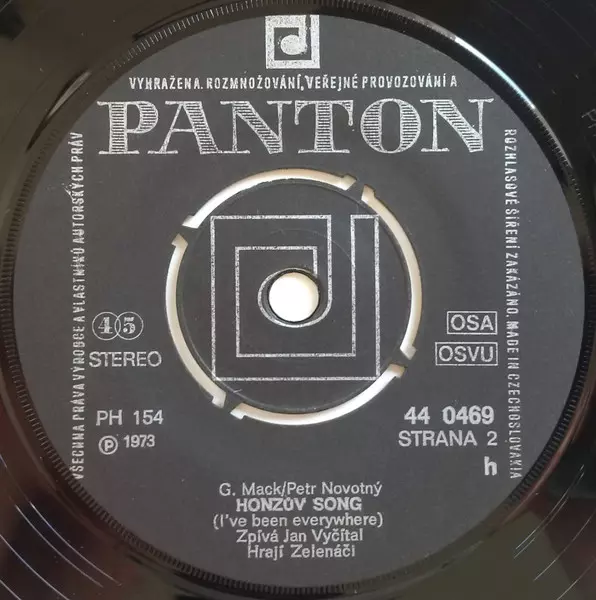 VŠECHNA PRÁVA VÝROBCE A VLASTNÍKŮ AUTORSKÝCH PRÁV
VYHRAŽENA. ROZMNOŽOVÁNÍ, VEŘEJNÉ PROVOZOVÁNÍ A
ROZHLASOVÉ ŠÍŘENÍ ZAKÁZÁNO. MADE IN CZECHOSLOVAKIA
PANTON
45
STEREO
OSA
OSVU
PH 154
℗ 1973
44 0469
STRANA 2
h
G. Mack/Petr Novotný
HONZŮV SONG
(I've been everywhere)
Zpívá Jan Vyčítal
Hrají Zelenáči